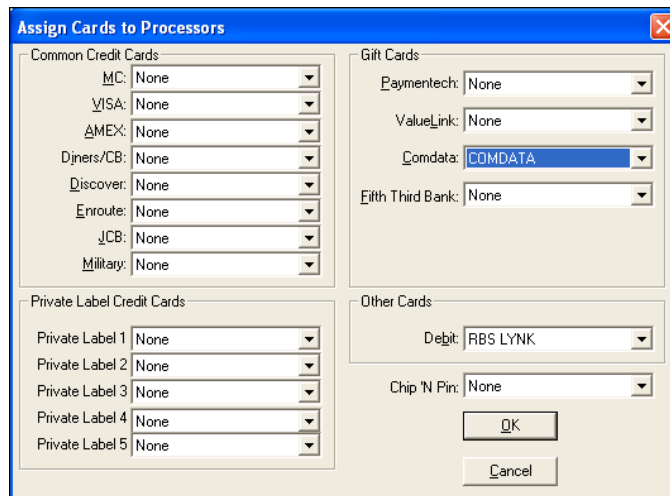 Assign Cards to Processors
Common Credit Cards
MC: None
VISA: None
AMEX: None
Diners/CB: None
Discover: None
Enroute: None
JCB: None
Military: None
Gift Cards
Paymentech: None
ValueLink: None
Comdata: COMDATA
Fifth Third Bank: None
Private Label Credit Cards
Private Label 1 None
Private Label 2 None
Private Label 3 None
Private Label 4 None
Private Label 5 None
Other Cards
Debit: RBS LYNK
Chip 'N Pin: None
OK
Cancel